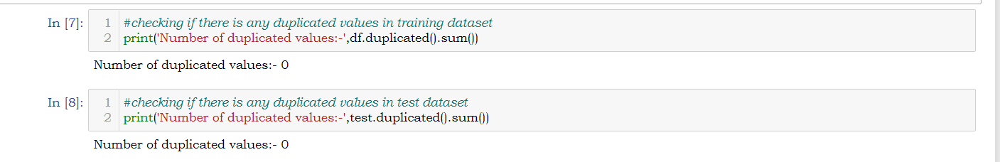 In [7]:
1 #checking if there is any duplicated values in training dataset
2 print('Number of duplicated values:-',df.duplicated().sum())
Number of duplicated values:- 0
In [8]:
1 #checking if there is any duplicated values in test dataset
2 print('Number of duplicated values:-',test.duplicated().sum())
Number of duplicated values:- 0